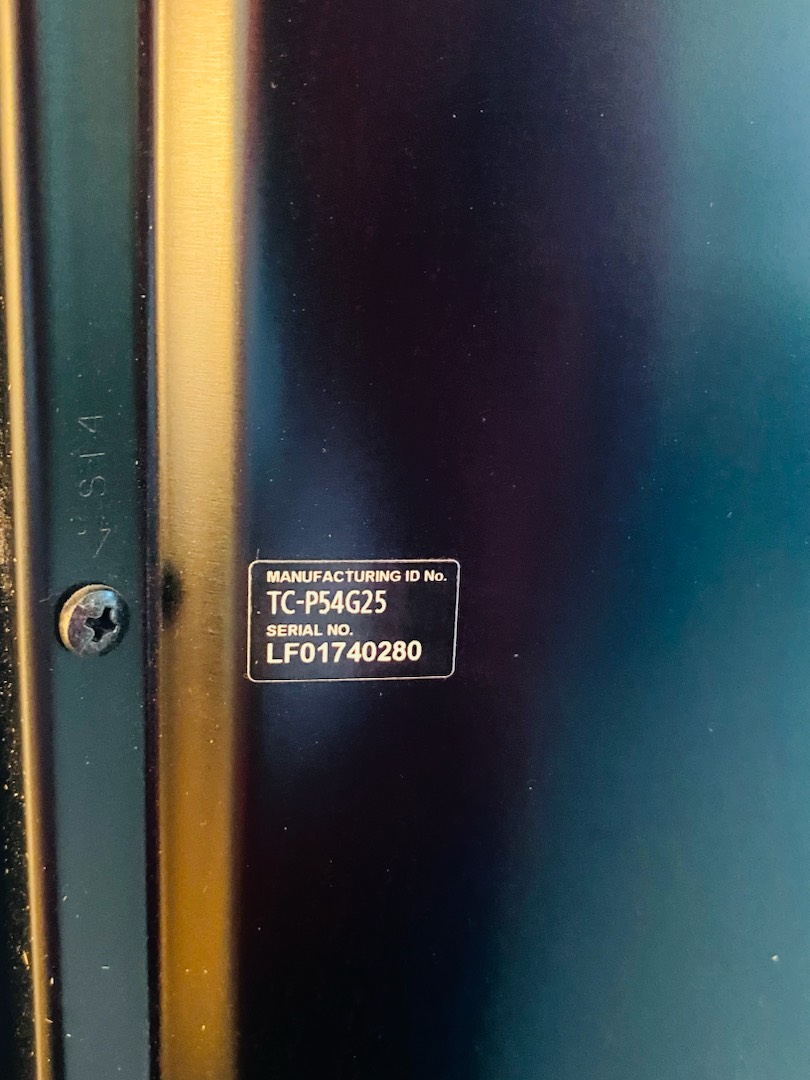 MANUFACTURING ID No.
TC-P54G25
SERIAL NO.
LF01740280